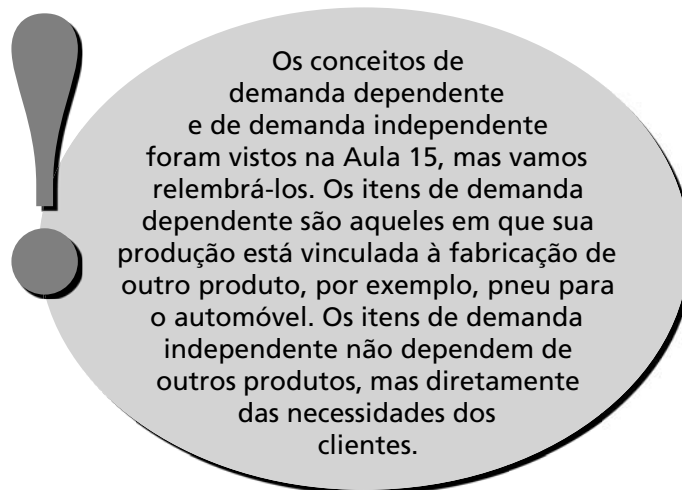 Os conceitos de
demanda dependente
e de demanda independente
foram vistos na Aula 15, mas vamos
relembrá-los. Os itens de demanda
dependente são aqueles em que sua
produção está vinculada à fabricação de
outro produto, por exemplo, pneu para
o automóvel. Os itens de demanda
independente não dependem de
outros produtos, mas diretamente
das necessidades dos
clientes.